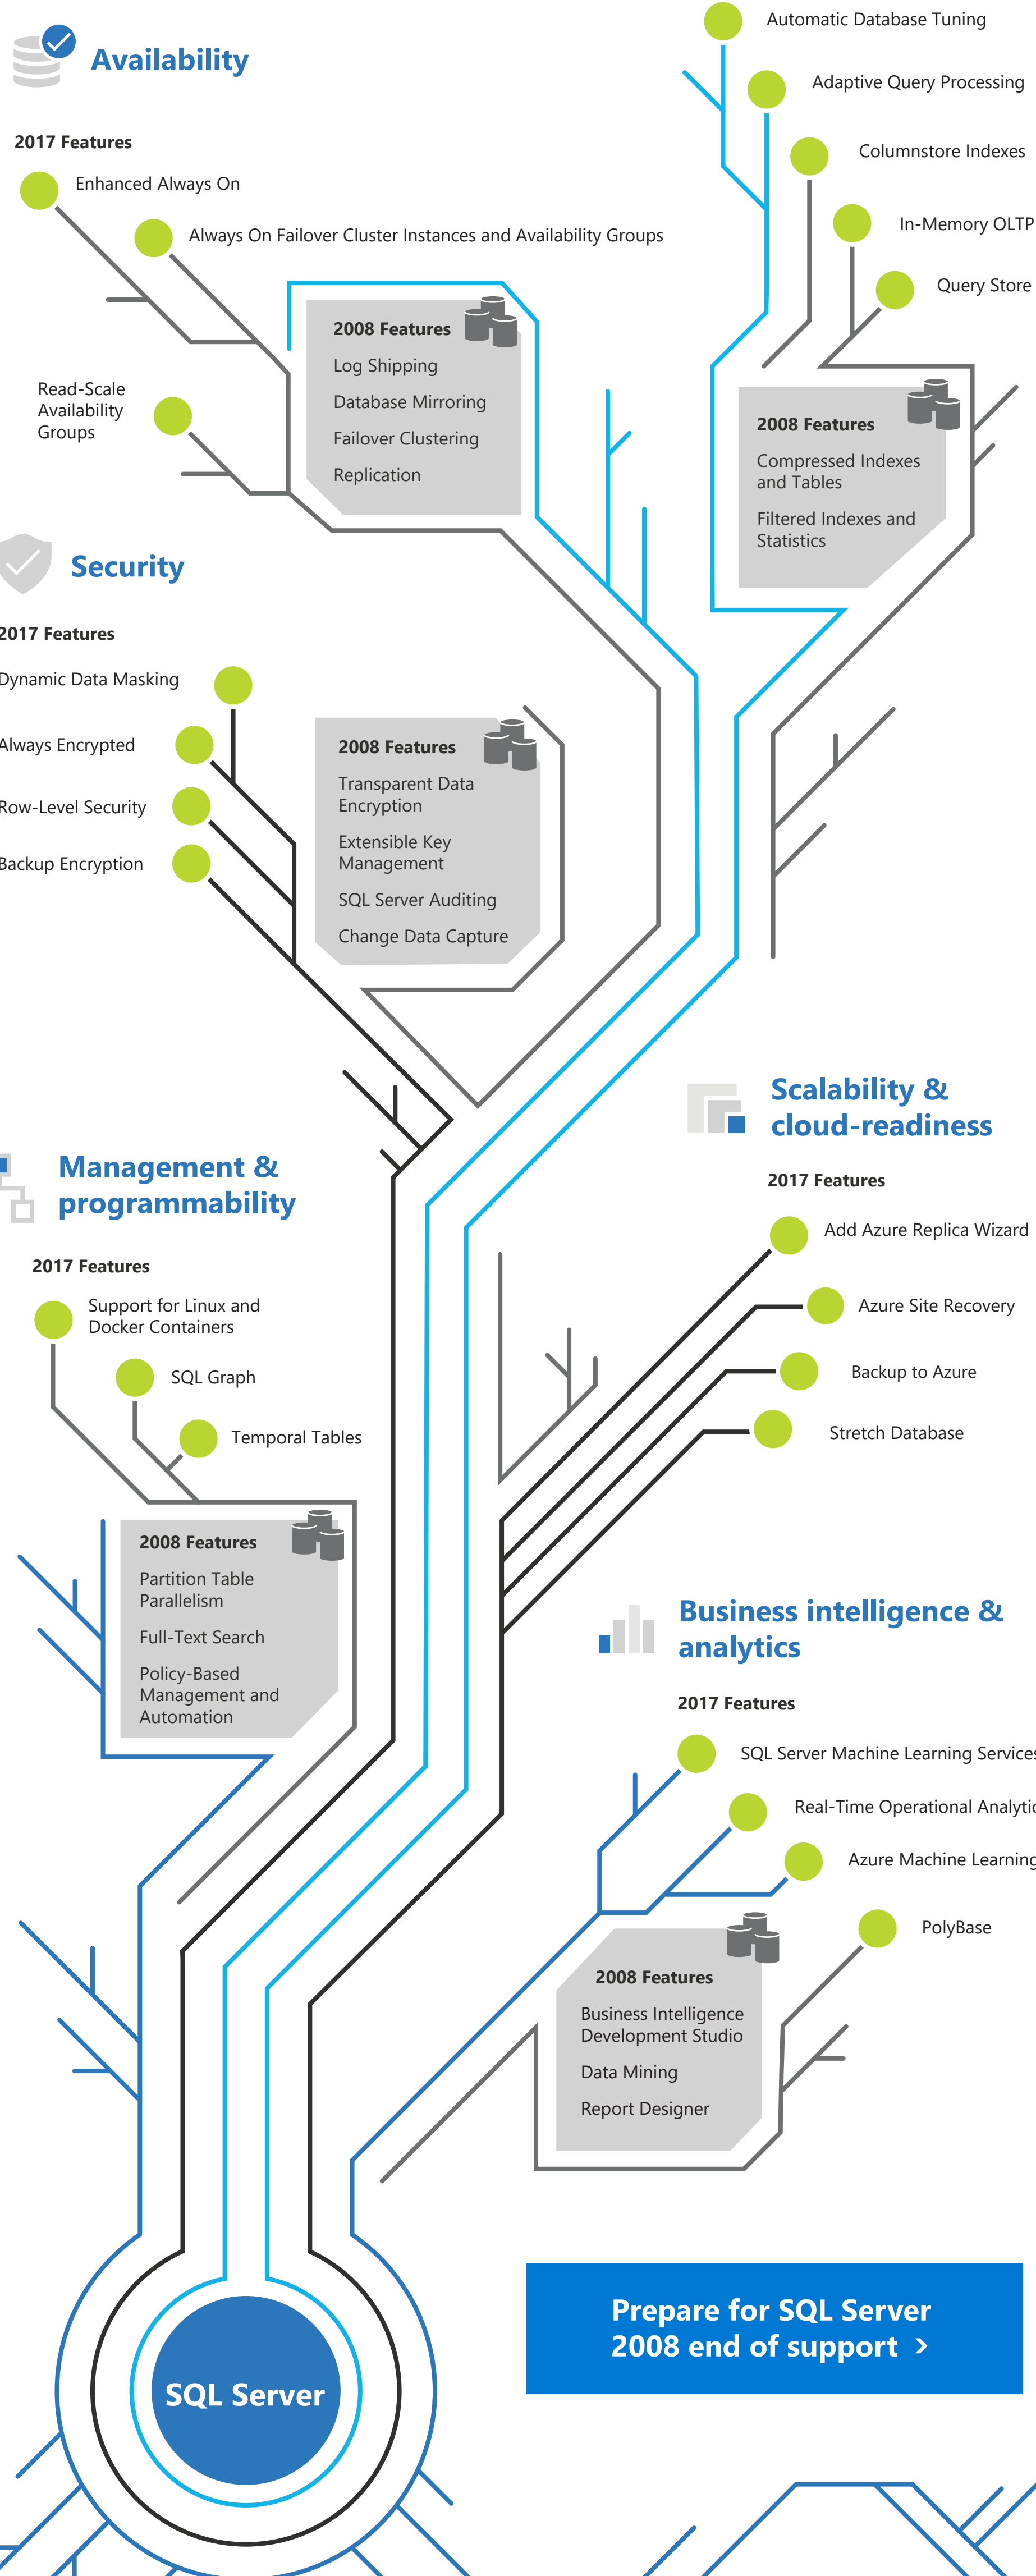 Availability
2017 Features
Enhanced Always On
Always On Failover Cluster Instances and Availability Groups
Read-Scale
Availability
Groups
2008 Features
Log Shipping
Database Mirroring
Failover Clustering
Replication
Automatic Database Tuning
Adaptive Query Processing
Columnstore Indexes
In-Memory OLTP
Query Store
2008 Features
Compressed Indexes
and Tables
Filtered Indexes and
Statistics
Security
2017 Features
Dynamic Data Masking
Always Encrypted
Row-Level Security
Backup Encryption
2008 Features
Transparent Data
Encryption
Extensible Key
Management
SQL Server Auditing
Change Data Capture
Scalability &
cloud-readiness
2017 Features
Add Azure Replica Wizard
Azure Site Recovery
Backup to Azure
Stretch Database
Management &
programmability
2017 Features
Support for Linux and
Docker Containers
SQL Graph
Temporal Tables
2008 Features
Partition Table
Parallelism
Full-Text Search
Policy-Based
Management and
Automation
Business intelligence &
analytics
2017 Features
SQL Server Machine Learning Services
Real-Time Operational Analytic
Azure Machine Learning
PolyBase
2008 Features
Business Intelligence
Development Studio
Data Mining
Report Designer
Prepare for SQL Server
2008 end of support >
SQL Server